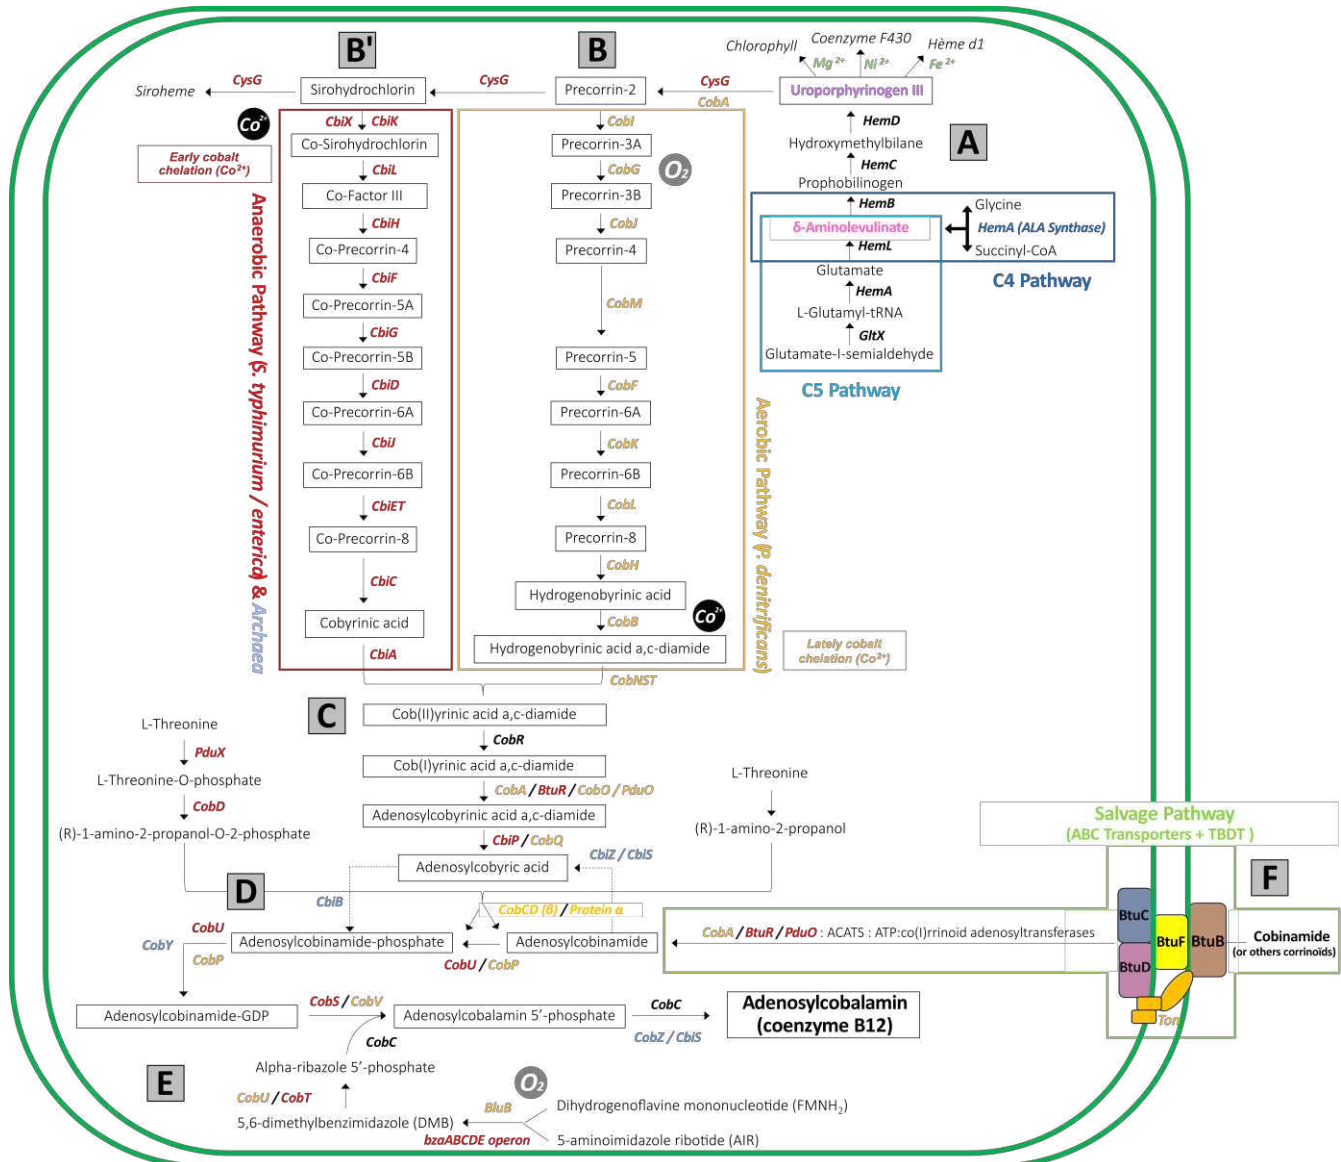 B'
B
Chlorophyll
Coenzyme F430
Hème d1
Mg 2+
Ni 2+
Fe 2+
Siroheme
CysG
Sirohydrochlorin
CysG
Precorrin-2
CysG
CobA
Uroporphyrinogen III
Co2+
CbiX
CbiK
Early cobalt
chelation (Co2+)
Co-Sirohydrochlorin
CbiL
Co-Factor III
CbiH
Co-Precorrin-4
CbiF
Co-Precorrin-5A
CbiG
Co-Precorrin-5B
CbiD
Co-Precorrin-6A
CbiJ
Co-Precorrin-6B
CbiET
Co-Precorrin-8
CbiC
Cobyrinic acid
CbiA
Anaerobic Pathway (S. typhimurium / enterica) & Archaea
CobI
Precorrin-3A
CobG
O2
Precorrin-3B
CobJ
Precorrin-4
CobM
Precorrin-5
CobF
Precorrin-6A
CobK
Precorrin-6B
CobL
Precorrin-8
CobH
Hydrogenobyrinic acid
CobB
Co2+
Hydrogenobyrinic acid a,c-diamide
CobNST
Aerobic Pathway (P. denitrificans)
Lately cobalt
chelation (Co2+)
A
HemD
Hydroxymethylbilane
HemC
Prophobilinogen
HemB
Glycine
δ-Aminolevulinate
HemA (ALA Synthase)
HemL
Succinyl-CoA
Glutamate
C4 Pathway
HemA
L-Glutamyl-tRNA
GltX
Glutamate-I-semialdehyde
C5 Pathway
C
Cob(II)yrinic acid a,c-diamide
CobR
Cob(I)yrinic acid a,c-diamide
CobA / BtuR / CobO / PduO
Adenosylcobyrinic acid a,c-diamide
CbiP / CobQ
Adenosylcobyric acid
CbiZ / CbiS
L-Threonine
PduX
L-Threonine-O-phosphate
CobD
(R)-1-amino-2-propanol-O-2-phosphate
L-Threonine
(R)-1-amino-2-propanol
D
CbiB
CobCD (β) / Protein α
CobU
CobY
CobP
Adenosylcobinamide-phosphate
Adenosylcobinamide
CobU / CobP
CobA / BtuR / PduO : ACATS : ATP:co(I)rrinoid adenosyltransferases
Salvage Pathway
(ABC Transporters + TBDT )
F
BtuC
BtuF
BtuB
BtuD
Ton
Cobinamide
(or others corrinoïds)
Adenosylcobinamide-GDP
CobS / CobV
Adenosylcobalamin 5'-phosphate
CobC
CobZ / CbiS
Adenosylcobalamin
(coenzyme B12)
CobC
Alpha-ribazole 5'-phosphate
E
CobU / CobT
O2
5,6-dimethylbenzimidazole (DMB)
BluB
bzaABCDE operon
Dihydrogenoflavine mononucleotide (FMNH2)
5-aminoimidazole ribotide (AIR)